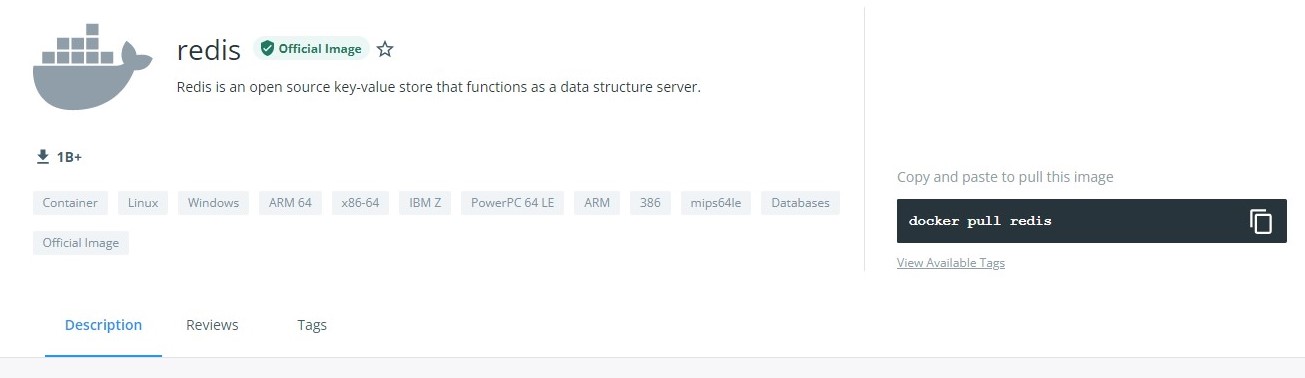 redis Official Image
Redis is an open source key-value store that functions as a data structure server.
1B+
Container Linux Windows ARM 64 x86-64 IBM Z PowerPC 64 LE ARM 386 mips64le Databases
Official Image
Copy and paste to pull this image
docker pull redis
View Available Tags
Description Reviews Tags